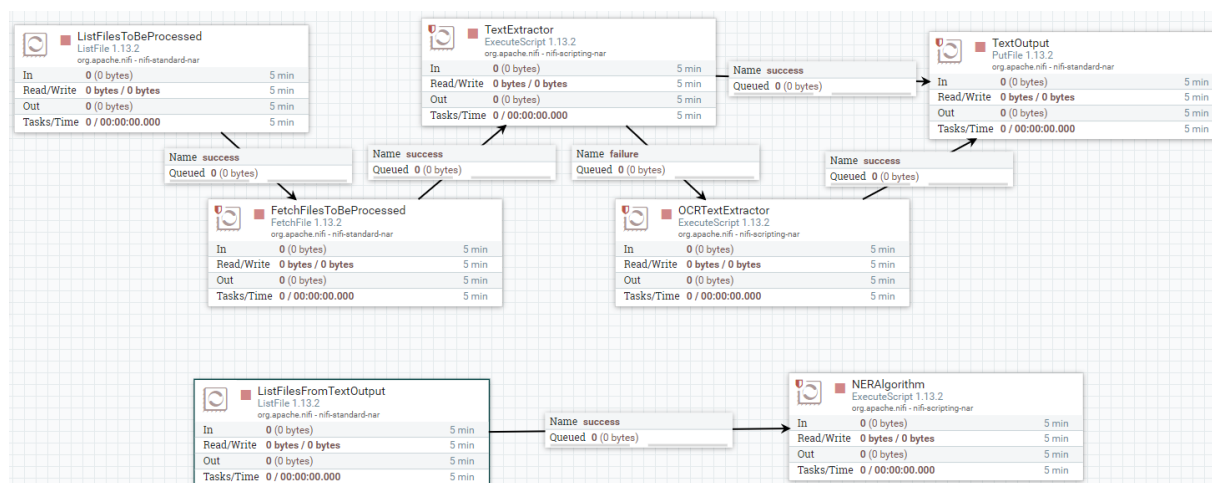 ListFilesToBeProcessed
ListFile 1.13.2
org.apache.nifi - nifi-standard-nar
In 0 (0 bytes) 5 min
Read/Write 0 bytes / 0 bytes 5 min
Out 0 (0 bytes) 5 min
Tasks/Time 0 / 00:00:00.000 5 min
Name success
Queued 0 (0 bytes)
FetchFilesToBeProcessed
FetchFile 1.13.2
org.apache.nifi - nifi-standard-nar
In 0 (0 bytes) 5 min
Read/Write 0 bytes / 0 bytes 5 min
Out 0 (0 bytes) 5 min
Tasks/Time 0 / 00:00:00.000 5 min
Name success
Queued 0 (0 bytes)
TextExtractor
ExecuteScript 1.13.2
org.apache.nifi - nifi-scripting-nar
In 0 (0 bytes) 5 min
Read/Write 0 bytes / 0 bytes 5 min
Out 0 (0 bytes) 5 min
Tasks/Time 0 / 00:00:00.000 5 min
Name failure
Queued 0 (0 bytes)
OCRTextExtractor
ExecuteScript 1.13.2
org.apache.nifi - nifi-scripting-nar
In 0 (0 bytes) 5 min
Read/Write 0 bytes / 0 bytes 5 min
Out 0 (0 bytes) 5 min
Tasks/Time 0 / 00:00:00.000 5 min
Name success
Queued 0 (0 bytes)
Name success
Queued 0 (0 bytes)
TextOutput
PutFile 1.13.2
org.apache.nifi - nifi-standard-nar
In 0 (0 bytes) 5 min
Read/Write 0 bytes / 0 bytes 5 min
Out 0 (0 bytes) 5 min
Tasks/Time 0 / 00:00:00.000 5 min
ListFilesFromTextOutput
ListFile 1.13.2
org.apache.nifi - nifi-standard-nar
In 0 (0 bytes) 5 min
Read/Write 0 bytes / 0 bytes 5 min
Out 0 (0 bytes) 5 min
Tasks/Time 0 / 00:00:00.000 5 min
Name success
Queued 0 (0 bytes)
NERAlgorithm
ExecuteScript 1.13.2
org.apache.nifi - nifi-scripting-nar
In 0 (0 bytes) 5 min
Read/Write 0 bytes / 0 bytes 5 min
Out 0 (0 bytes) 5 min
Tasks/Time 0 / 00:00:00.000 5 min